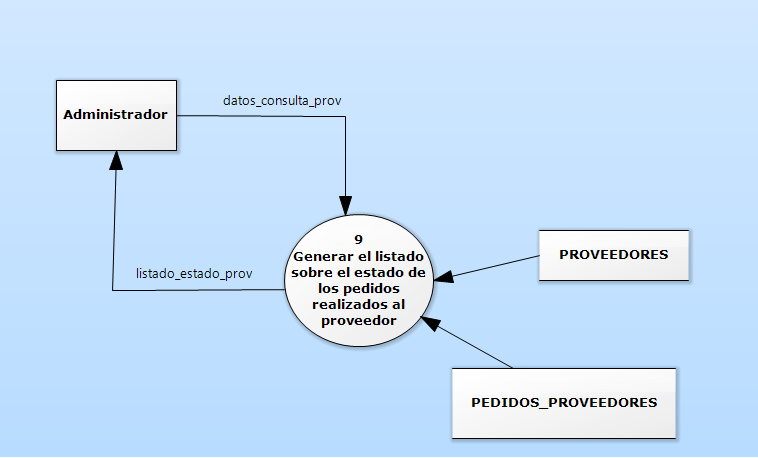 datos_consulta_prov
Administrador
9
Generar el listado
sobre el estado de
los pedidos
realizados al
proveedor
PROVEEDORES
listado_estado_prov
PEDIDOS_PROVEEDORES